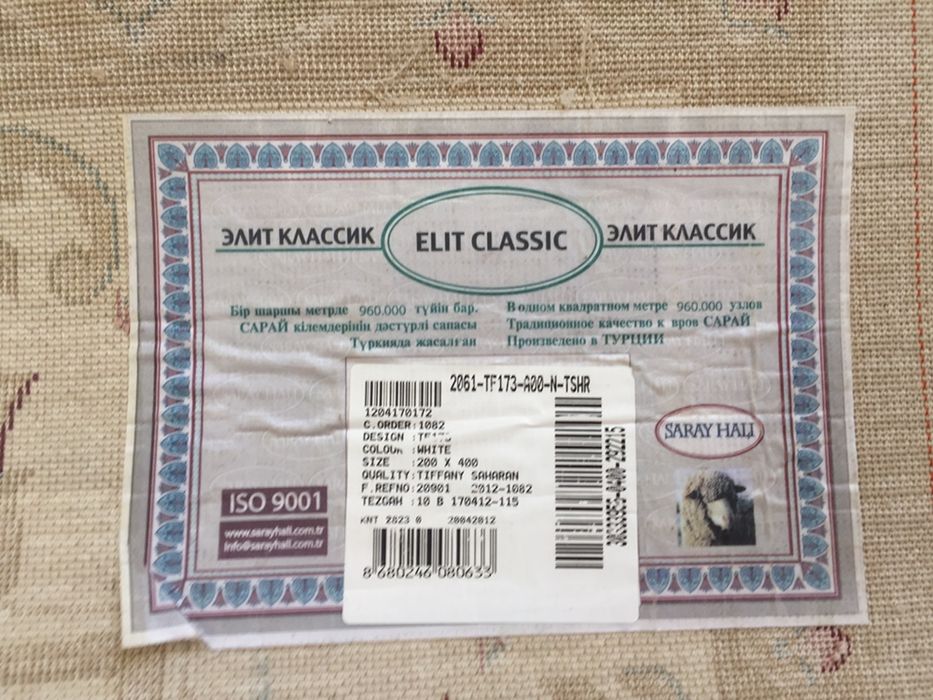 ЭЛИТ КЛАССИК
ELIT CLASSIC
ЭЛИТ КЛАССИК
Бір шаршы метрде 960.000 түйін бар.
САРАЙ кілемдерінің дәстүрлі сапасы
Түркияда жасалған
В одном квадратном метре 960.000 узлов
Традиционное качество к вров САРАЙ
Произведено в ТУРЦИИ
2061-TF173-A00-N-TSHR
1204170172
C.ORDER:1082
DESIGN :TF173
COLOUR :WHITE
SIZE :200 X 400
QUALITY:TIFFANY SAHARAN
F.REFNO:20901 2012-1082
TEZGAH :10 B 170412-115
KNT 2823 0 20042012
8 680246 080633
SARAY HALI
ISO 9001
www.sarayhali.com.tr
info@sarayhali.com.tr